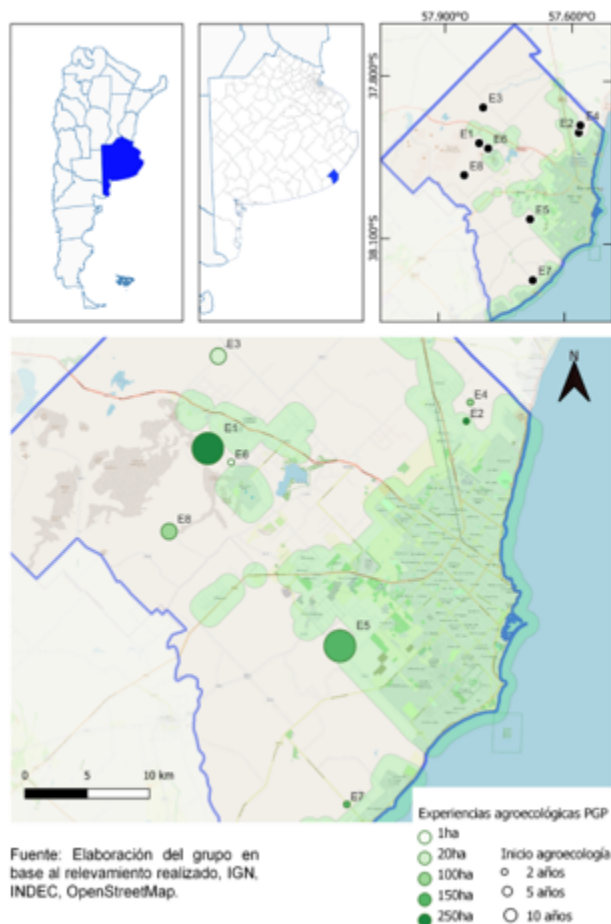 57.900°O
57.600°O
37.800°S
38.100°S
E3
E4
E2
E1
E6
E8
E5
E7
E3
N
E4
E2
E1
E6
E8
E5
E7
0 5 10 km
Experiencias agroecológicas PGP
1ha
20ha
100ha
150ha
250ha
Inicio agroecología
2 años
5 años
10 años
Fuente: Elaboración del grupo en
base al relevamiento realizado, IGN,
INDEC, OpenStreetMap.